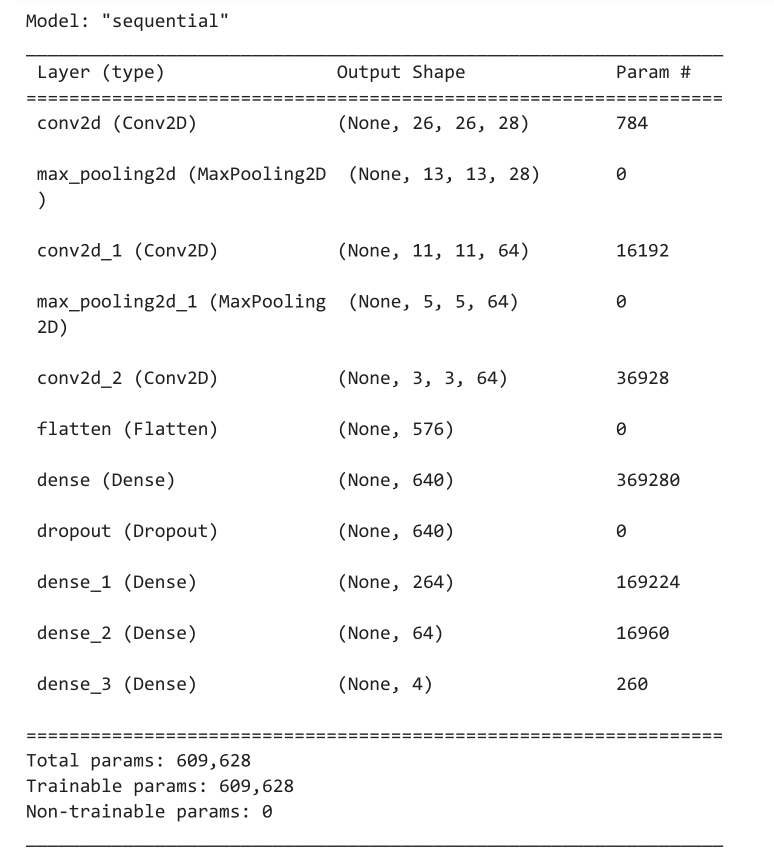 Model: "sequential"
_________________________________________________________________
Layer (type) Output Shape Param #
=================================================================
conv2d (Conv2D) (None, 26, 26, 28) 784
max_pooling2d (MaxPooling2D (None, 13, 13, 28) 0
)
conv2d_1 (Conv2D) (None, 11, 11, 64) 16192
max_pooling2d_1 (MaxPooling (None, 5, 5, 64) 0
2D)
conv2d_2 (Conv2D) (None, 3, 3, 64) 36928
flatten (Flatten) (None, 576) 0
dense (Dense) (None, 640) 369280
dropout (Dropout) (None, 640) 0
dense_1 (Dense) (None, 264) 169224
dense_2 (Dense) (None, 64) 16960
dense_3 (Dense) (None, 4) 260
=================================================================
Total params: 609,628
Trainable params: 609,628
Non-trainable params: 0
_________________________________________________________________